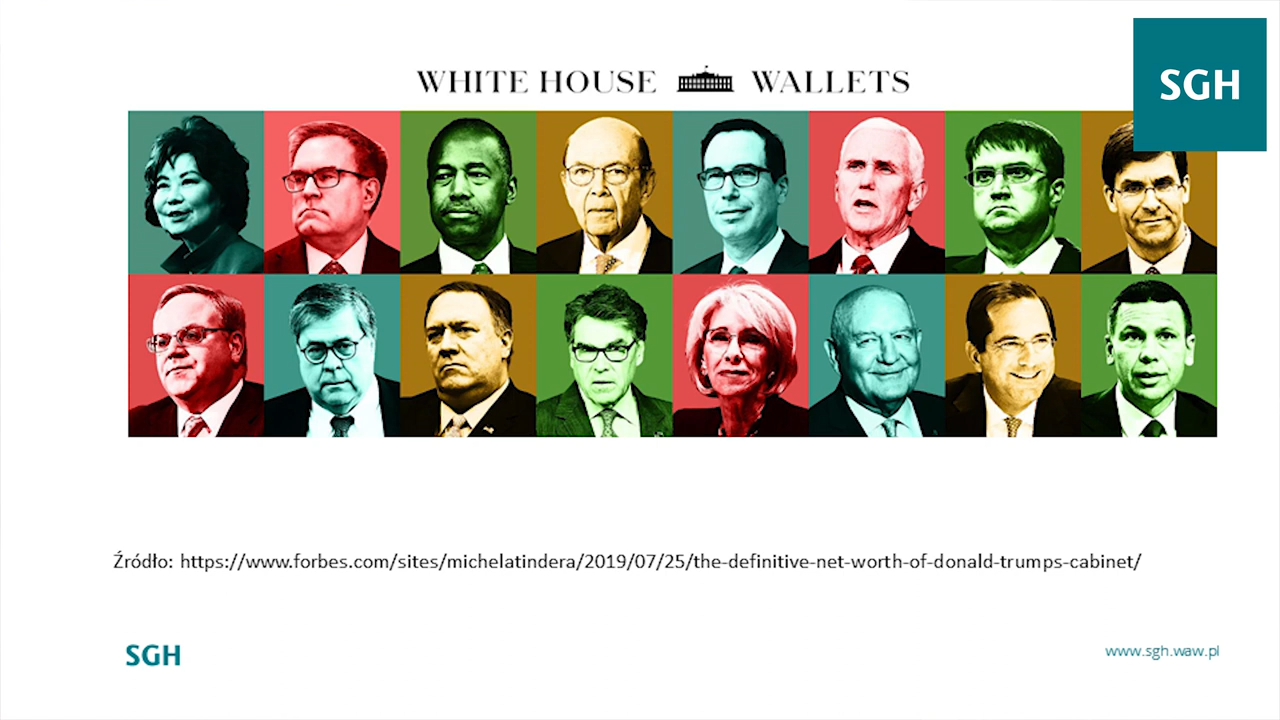 SGH
WHITE HOUSE WALLETS
Źródło: https://www.forbes.com/sites/michelatindera/2019/07/25/the-definitive-net-worth-of-donald-trumps-cabinet/
SGH
www.sgh.waw.pl